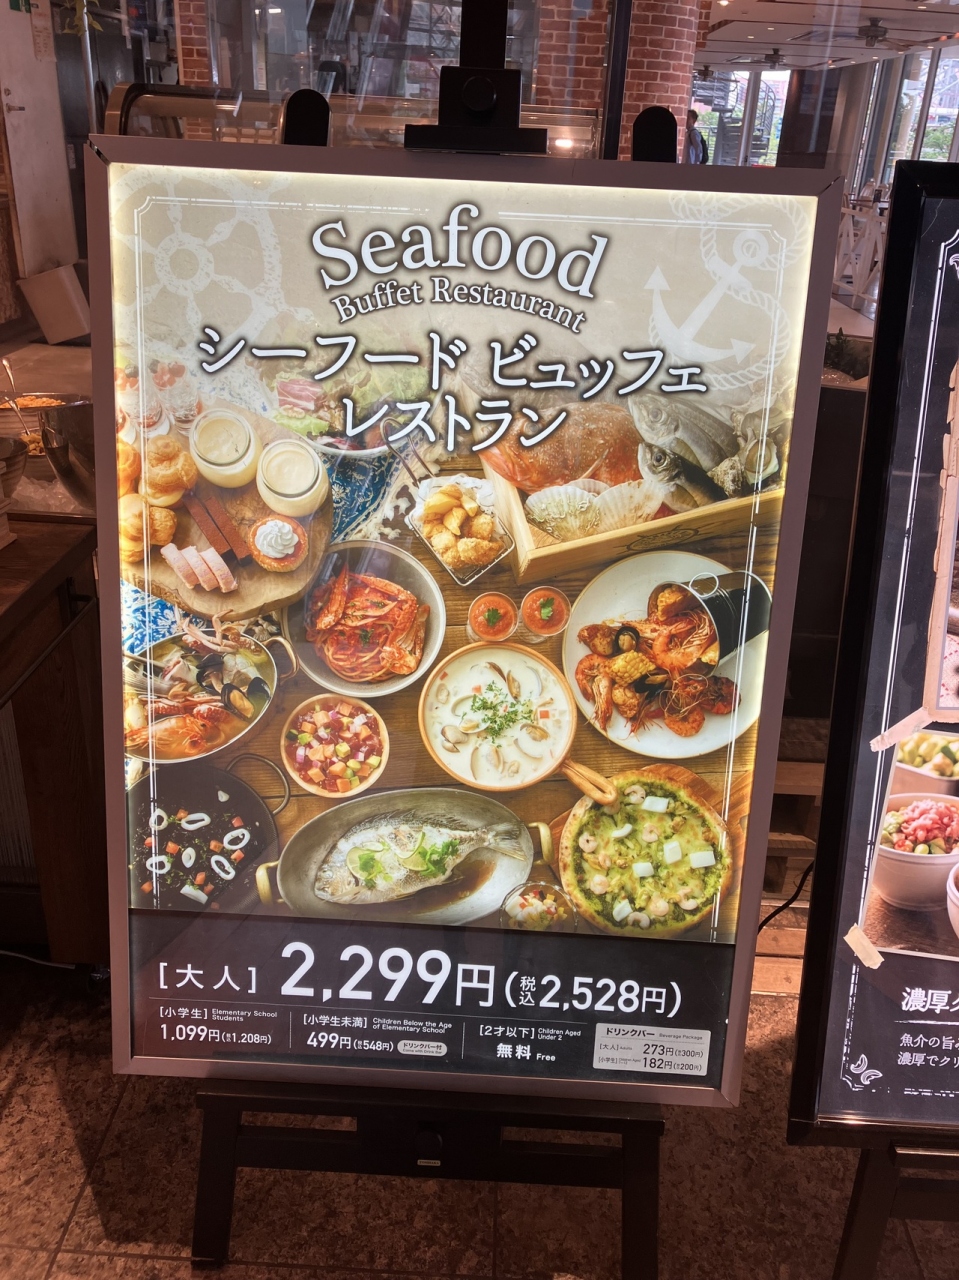 Seafood
Buffet Restaurant
シーフード ビュッフェ
レストラン
[大人] 2,299円(税込2,528円)
[小学生] Elementary School Students
1,099円(税込1,208円)
[小学生未満] Children Below the Age of Elementary School
499円(税込548円) ドリンクバー付
[2才以下] Children Aged Under 2
無料 Free
ドリンクバー Beverage Package
[大人] Adults 273円(税込300円)
[小学生] 182円(税込200円)
濃厚
魚介の旨
濃厚でクリ